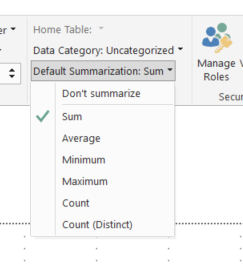 Home Table:
Data Category: Uncategorized
Default Summarization: Sum
Manage
Roles
Don't summarize
Sum
Average
Minimum
Maximum
Count
Count (Distinct)